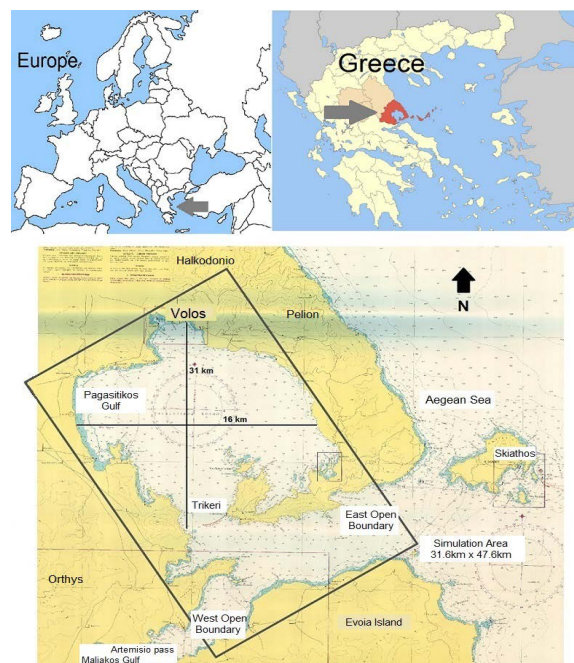 Europe
Greece
Halkodonio
N
Volos
Pelion
31 km
Pagasitikos
Gulf
Aegean Sea
16 km
Skiathos
Trikeri
East Open
Boundary
Simulation Area
31.6km x 47.6km
Orthys
West Open
Boundary
Evoia Island
Artemisio pass
Maliakos Gulf